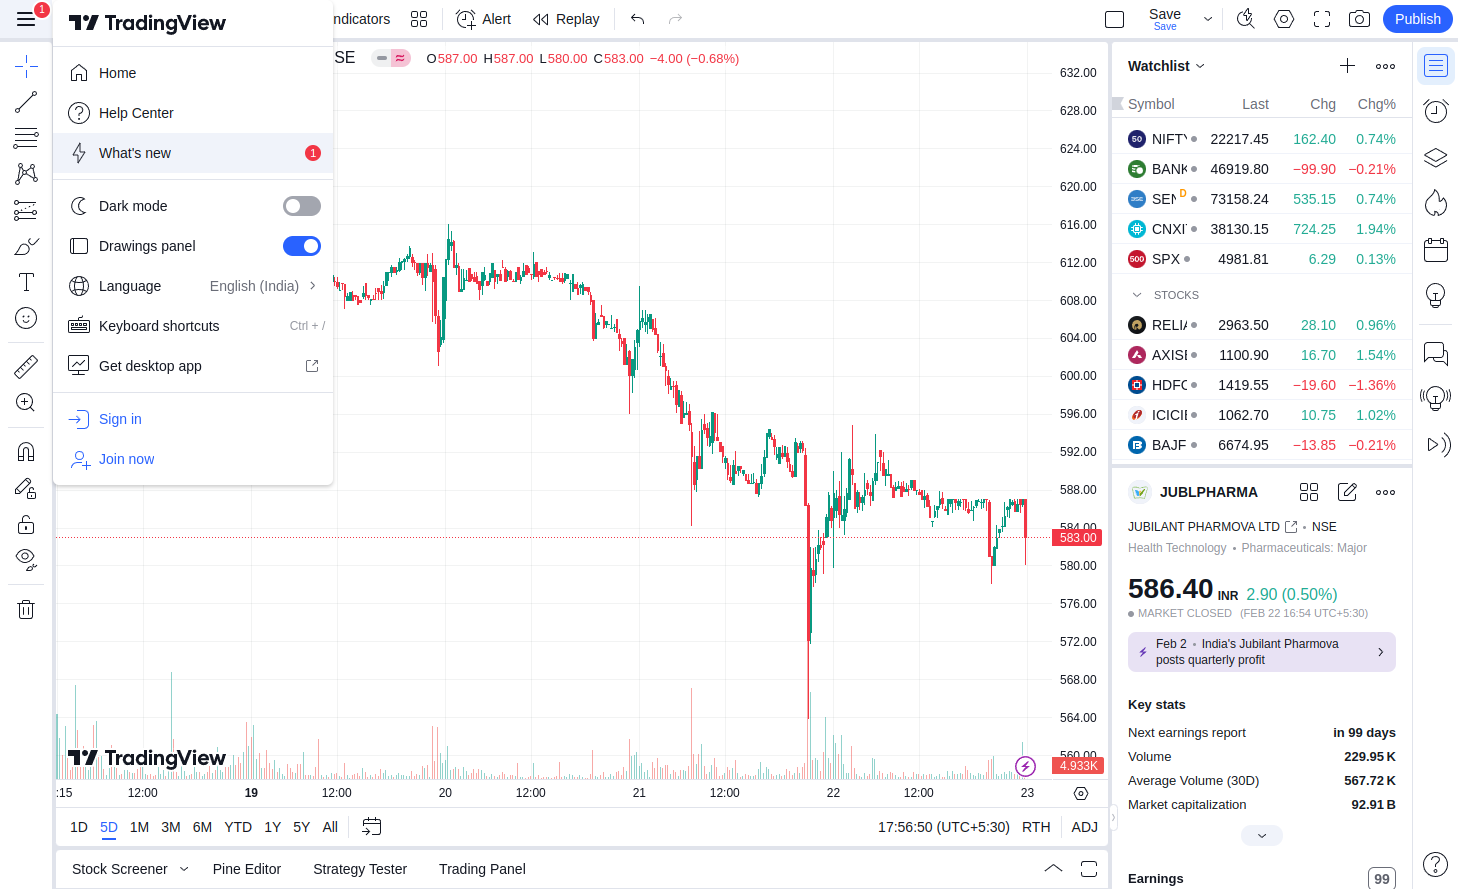 1
TradingView
ndicators
Alert
Replay
Save
Save
Publish
Home
Help Center
What's new
1
Dark mode
Drawings panel
Language
English (India)
Keyboard shortcuts
Ctrl + /
Get desktop app
Sign in
Join now
SE
O587.00 H587.00 L580.00 C583.00 −4.00 (−0.68%)
632.00
628.00
624.00
620.00
616.00
612.00
608.00
604.00
600.00
596.00
592.00
588.00
584.00
583.00
580.00
576.00
572.00
568.00
564.00
560.00
4.933K
TradingView
:15 12:00 19 12:00 20 12:00 21 12:00 22 12:00 23
1D 5D 1M 3M 6M YTD 1Y 5Y All
17:56:50 (UTC+5:30) RTH ADJ
Stock Screener Pine Editor Strategy Tester Trading Panel
Watchlist
Symbol Last Chg Chg%
50 NIFTY 22217.45 162.40 0.74%
BANK 46919.80 −99.90 −0.21%
SEN D 73158.24 535.15 0.74%
CNXI 38130.15 724.25 1.94%
500 SPX 4981.81 6.29 0.13%
STOCKS
RELIA 2963.50 28.10 0.96%
AXISE 1100.90 16.70 1.54%
HDFC 1419.55 −19.60 −1.36%
ICICIE 1062.70 10.75 1.02%
BAJF 6674.95 −13.85 −0.21%
JUBLPHARMA
JUBILANT PHARMOVA LTD • NSE
Health Technology • Pharmaceuticals: Major
586.40 INR 2.90 (0.50%)
MARKET CLOSED (FEB 22 16:54 UTC+5:30)
Feb 2 • India's Jubilant Pharmova
posts quarterly profit
Key stats
Next earnings report in 99 days
Volume 229.95K
Average Volume (30D) 567.72K
Market capitalization 92.91B
Earnings
99